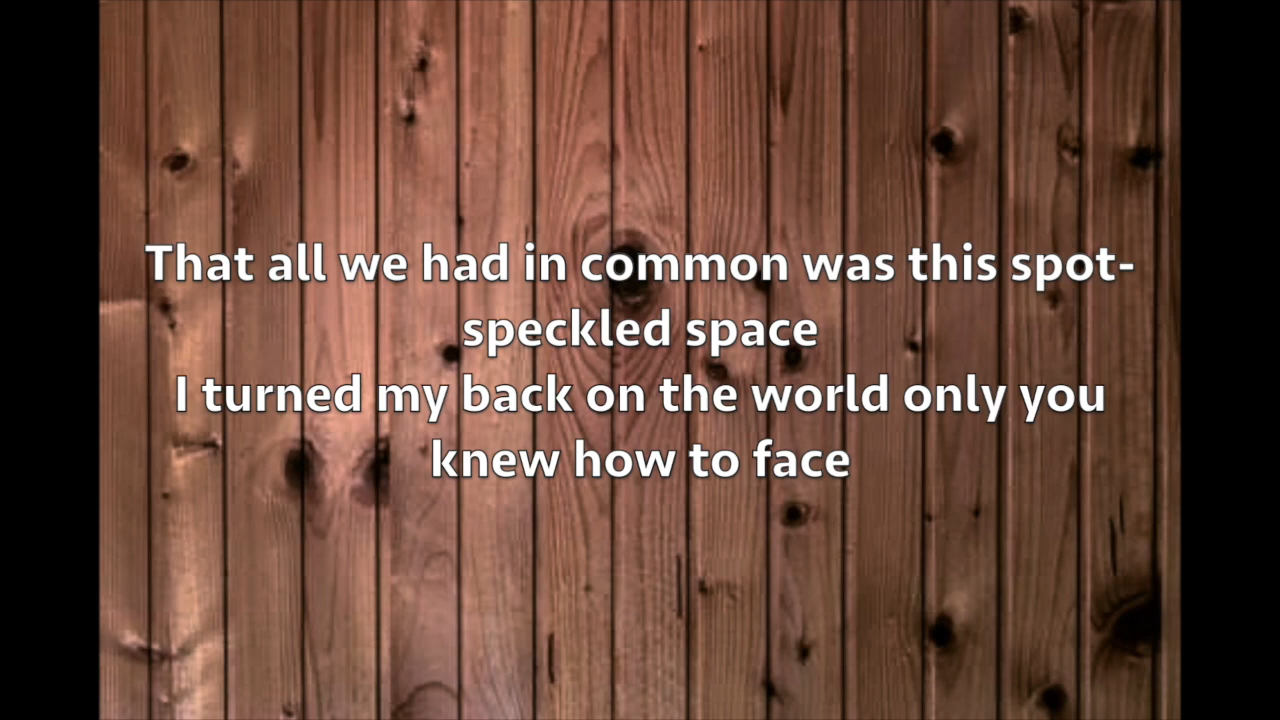 That all we had in common was this spot-
speckled space
I turned my back on the world only you
knew how to face